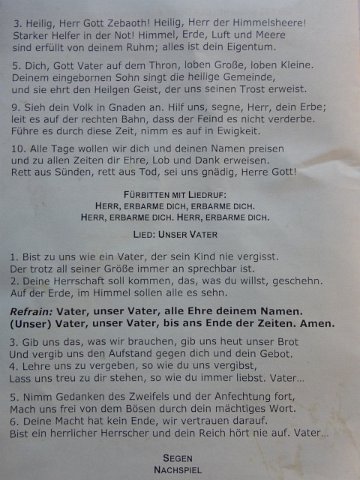 3. Heilig, Herr Gott Zebaoth! Heilig, Herr der Himmelsheere!
Starker Helfer in der Not! Himmel, Erde, Luft und Meere
sind erfüllt von deinem Ruhm; alles ist dein Eigentum.
5. Dich, Gott Vater auf dem Thron, loben Große, loben Kleine.
Deinem eingebornen Sohn singt die heilige Gemeinde,
und sie ehrt den Heilgen Geist, der uns seinen Trost erweist.
9. Sieh dein Volk in Gnaden an. Hilf uns, segne, Herr, dein Erbe;
leit es auf der rechten Bahn, dass der Feind es nicht verderbe.
Führe es durch diese Zeit, nimm es auf in Ewigkeit.
10. Alle Tage wollen wir dich und deinen Namen preisen
und zu allen Zeiten dir Ehre, Lob und Dank erweisen.
Rett aus Sünden, rett aus Tod, sei uns gnädig, Herre Gott!
FÜRBITTEN MIT LIEDRUF:
HERR, ERBARME DICH, ERBARME DICH.
HERR, ERBARME DICH. HERR, ERBARME DICH.
LIED: UNSER VATER
1. Bist zu uns wie ein Vater, der sein Kind nie vergisst.
Der trotz all seiner Größe immer an sprechbar ist.
2. Deine Herrschaft soll kommen, das, was du willst, geschehn.
Auf der Erde, im Himmel sollen alle es sehn.
Refrain: Vater, unser Vater, alle Ehre deinem Namen.
(Unser) Vater, unser Vater, bis ans Ende der Zeiten. Amen.
3. Gib uns das, was wir brauchen, gib uns heut unser Brot
Und vergib uns den Aufstand gegen dich und dein Gebot.
4. Lehre uns zu vergeben, so wie du uns vergibst,
Lass uns treu zu dir stehen, so wie du immer liebst. Vater...
5. Nimm Gedanken des Zweifels und der Anfechtung fort,
Mach uns frei von dem Bösen durch dein mächtiges Wort.
6. Deine Macht hat kein Ende, wir vertrauen darauf.
Bist ein herrlicher Herrscher und dein Reich hört nie auf. Vater...
SEGEN
NACHSPIEL